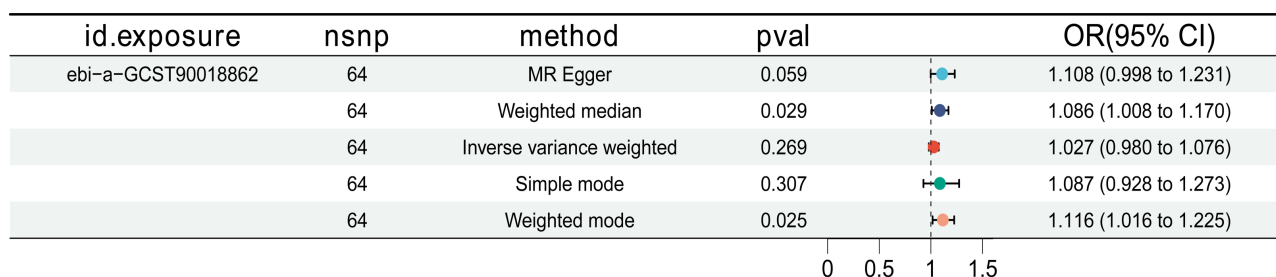 id.exposure nsnp method pval OR(95% CI)
ebi−a−GCST90018862 64 MR Egger 0.059 1.108 (0.998 to 1.231)
64 Weighted median 0.029 1.086 (1.008 to 1.170)
64 Inverse variance weighted 0.269 1.027 (0.980 to 1.076)
64 Simple mode 0.307 1.087 (0.928 to 1.273)
64 Weighted mode 0.025 1.116 (1.016 to 1.225)
0 0.5 1 1.5